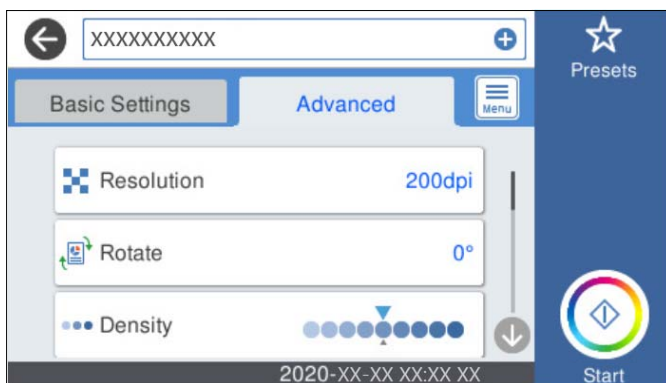 XXXXXXXXXX
Presets
Basic Settings
Advanced
Menu
Resolution 200dpi
Rotate 0°
Density
2020-XX-XX XX:XX XX
Start